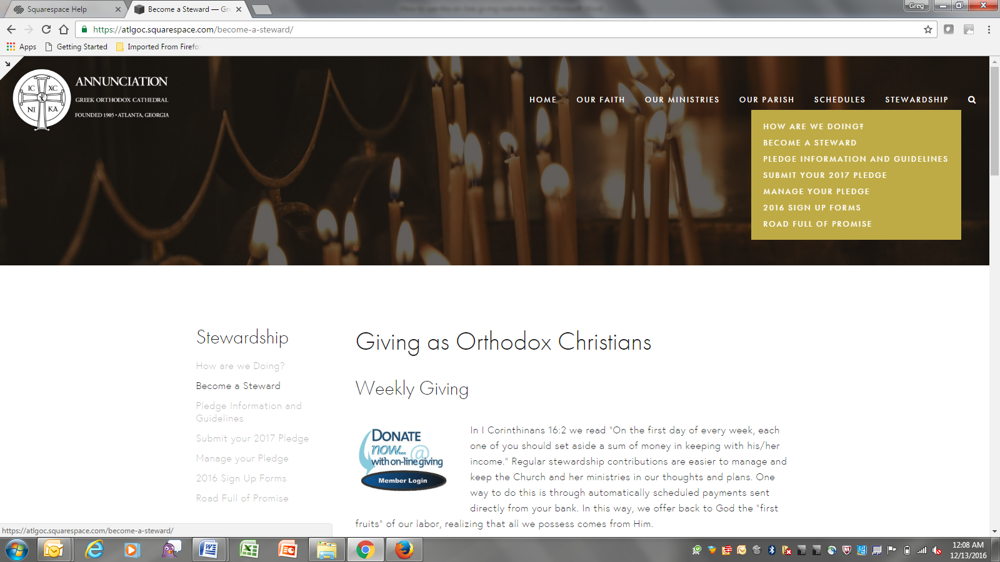 Squarespace Help
Become a Steward — Gre
Greg
https://atlgoc.squarespace.com/become-a-steward/
Apps
Getting Started
Imported From Firefo
IC XC
NI KA
ANNUNCIATION
GREEK ORTHODOX CATHEDRAL
FOUNDED 1905 • ATLANTA, GEORGIA
HOME
OUR FAITH
OUR MINISTRIES
OUR PARISH
SCHEDULES
STEWARDSHIP
HOW ARE WE DOING?
BECOME A STEWARD
PLEDGE INFORMATION AND GUIDELINES
SUBMIT YOUR 2017 PLEDGE
MANAGE YOUR PLEDGE
2016 SIGN UP FORMS
ROAD FULL OF PROMISE
Stewardship
How are we Doing?
Become a Steward
Pledge Information and
Guidelines
Submit your 2017 Pledge
Manage your Pledge
2016 Sign Up Forms
Road Full of Promise
Giving as Orthodox Christians
Weekly Giving
DONATE
now... @
with on-line giving
Member Login
In I Corinthinans 16:2 we read "On the first day of every week, each
one of you should set aside a sum of money in keeping with his/her
income." Regular stewardship contributions are easier to manage and
keep the Church and her ministries in our thoughts and plans. One
way to do this is through automatically scheduled payments sent
directly from your bank. In this way, we offer back to God the "first
fruits" of our labor, realizing that all we possess comes from Him.
https://atlgoc.squarespace.com/become-a-steward/
12:08 AM
12/13/2016